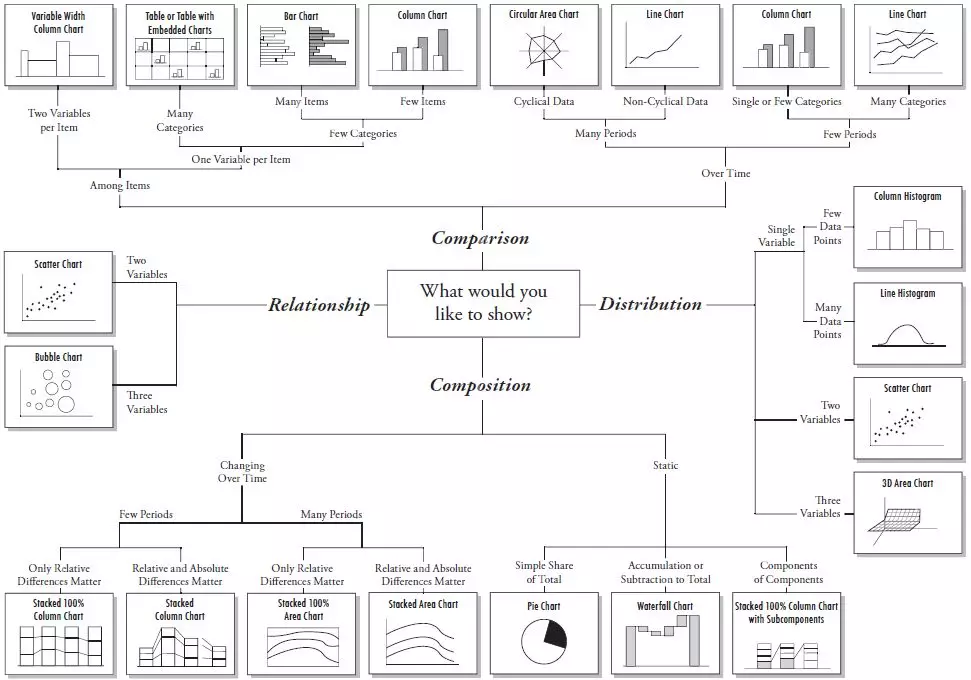 Variable Width
Column Chart
Table or Table with
Embedded Charts
Bar Chart
Column Chart
Circular Area Chart
Line Chart
Column Chart
Line Chart
Two Variables
per Item
Many
Categories
Many Items
Few Items
Cyclical Data
Non-Cyclical Data
Single or Few Categories
Many Categories
Few Categories
Many Periods
Few Periods
One Variable per Item
Among Items
Over Time
Comparison
What would you
like to show?
Relationship
Two
Variables
Scatter Chart
Bubble Chart
Three
Variables
Distribution
Single
Variable
Few
Data
Points
Column Histogram
Many
Data
Points
Line Histogram
Two
Variables
Scatter Chart
Three
Variables
3D Area Chart
Composition
Changing
Over Time
Static
Few Periods
Many Periods
Only Relative
Differences Matter
Relative and Absolute
Differences Matter
Only Relative
Differences Matter
Relative and Absolute
Differences Matter
Simple Share
of Total
Accumulation or
Subtraction to Total
Components
of Components
Stacked 100%
Column Chart
Stacked
Column Chart
Stacked 100%
Area Chart
Stacked Area Chart
Pie Chart
Waterfall Chart
Stacked 100% Column Chart
with Subcomponents